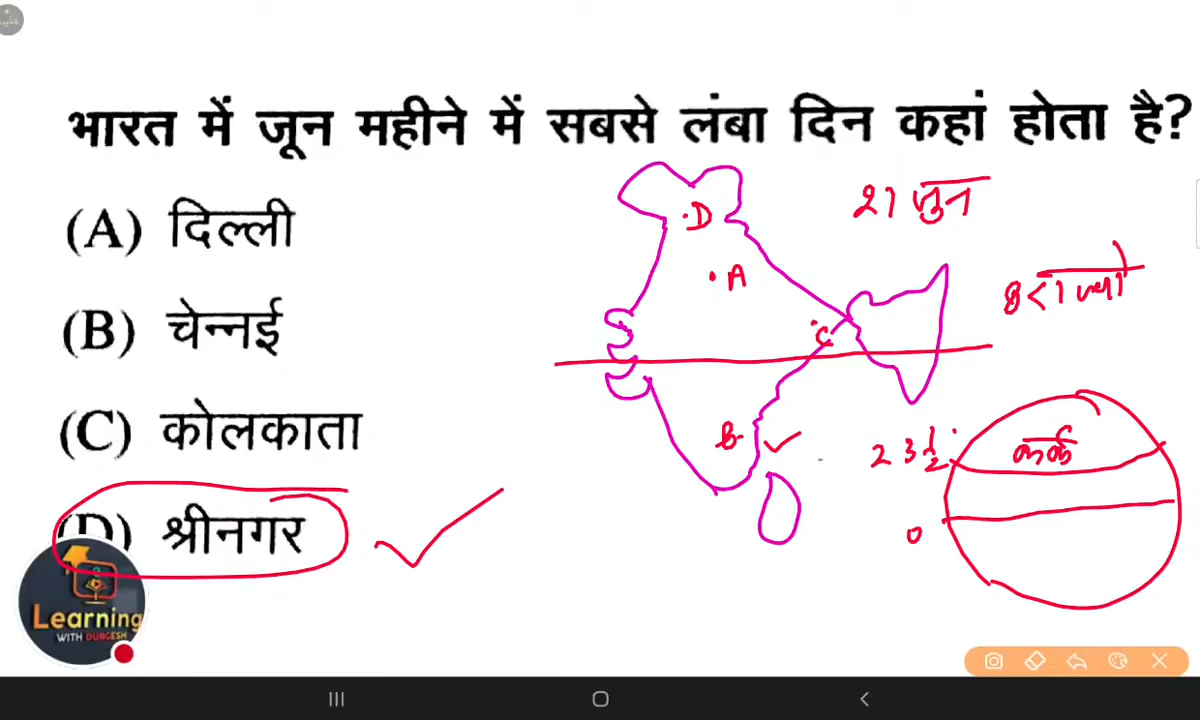 भारत में जून महीने में सबसे लंबा दिन कहां होता है?
(A) दिल्ली
(B) चेन्नई
(C) कोलकाता
(D) श्रीनगर
21 जून
D
A
C
B
23½°
कर्क
0
Learning
WITH DURGESH